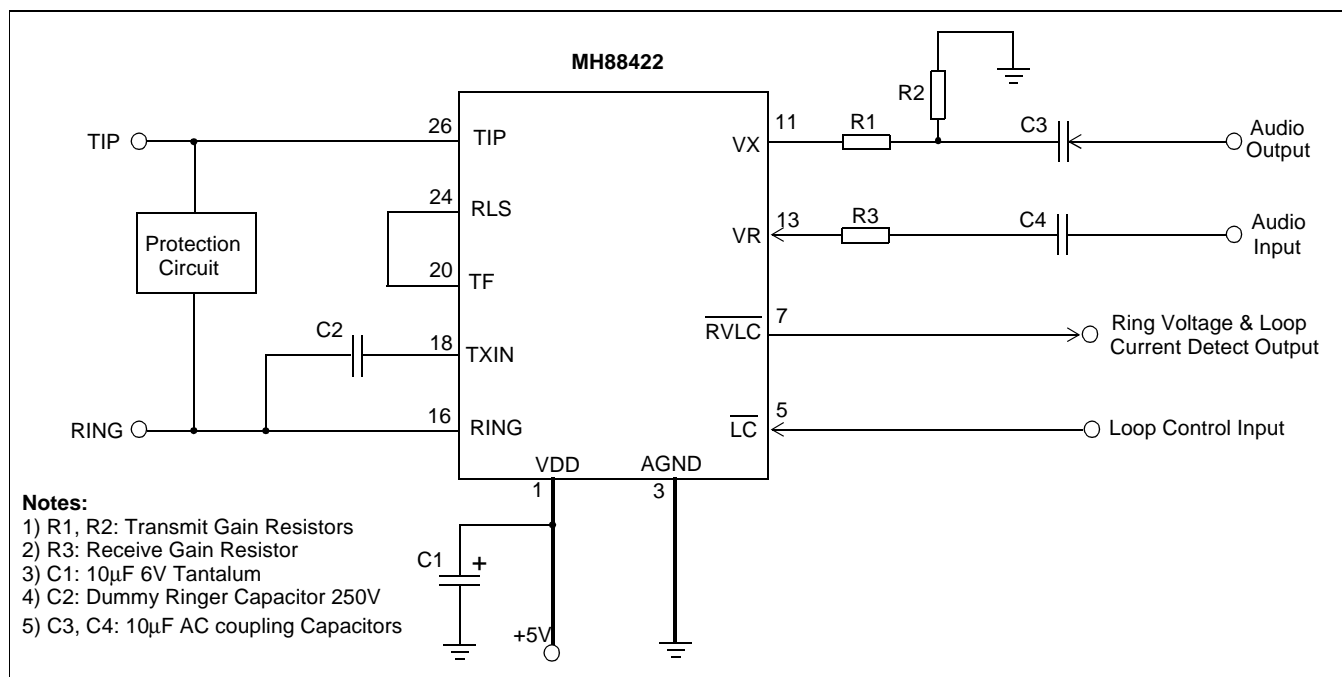 MH88422
R2
TIP
26
TIP
11
VX
R1
C3
Audio
Output
24
RLS
Protection
Circuit
13
VR
R3
C4
Audio
Input
20
TF
C2
18
TXIN
RVLC
7
Ring Voltage & Loop
Current Detect Output
RING
16
RING
LC
5
Loop Control Input
VDD
AGND
1
3
Notes:
1) R1, R2: Transmit Gain Resistors
2) R3: Receive Gain Resistor
3) C1: 10µF 6V Tantalum
4) C2: Dummy Ringer Capacitor 250V
5) C3, C4: 10µF AC coupling Capacitors
C1
+
+5V